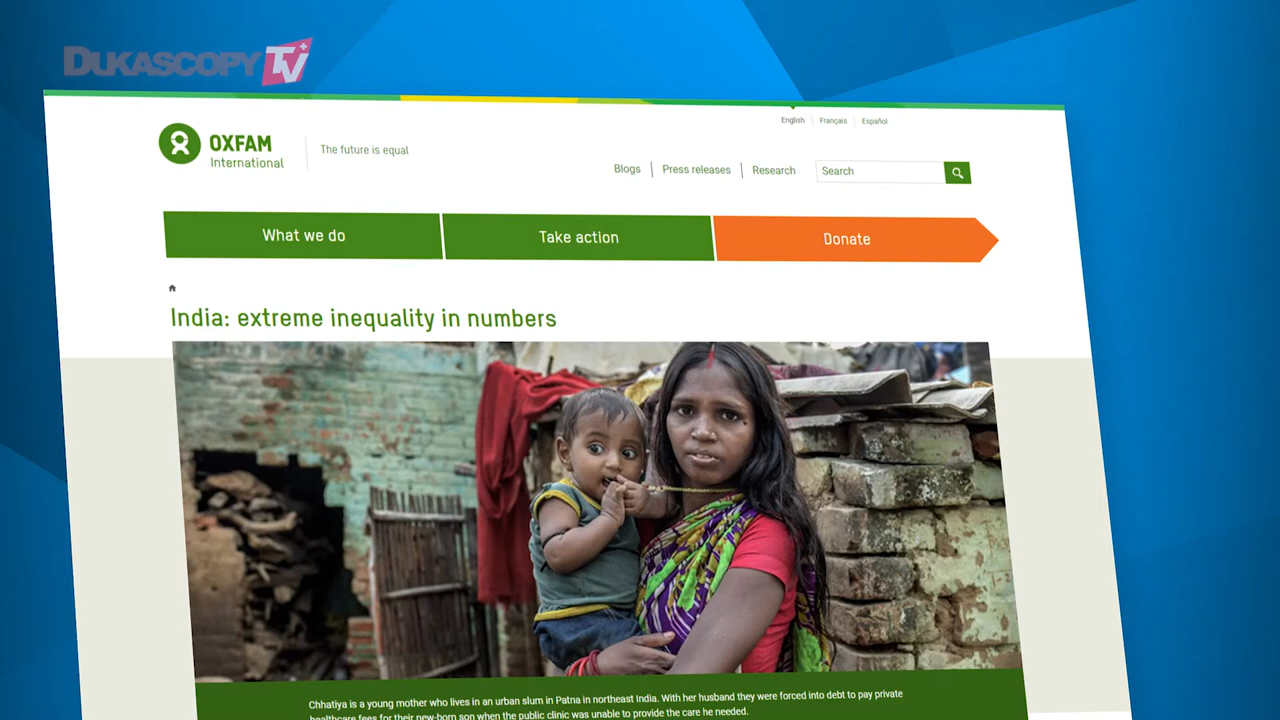 DUKASCOPY TV+
English Français Español
OXFAM
International
The future is equal
Blogs Press releases Research Search
What we do Take action Donate
India: extreme inequality in numbers
Chhatiya is a young mother who lives in an urban slum in Patna in northeast India. With her husband they were forced into debt to pay private
healthcare fees for their new-born son when the public clinic was unable to provide the care he needed.